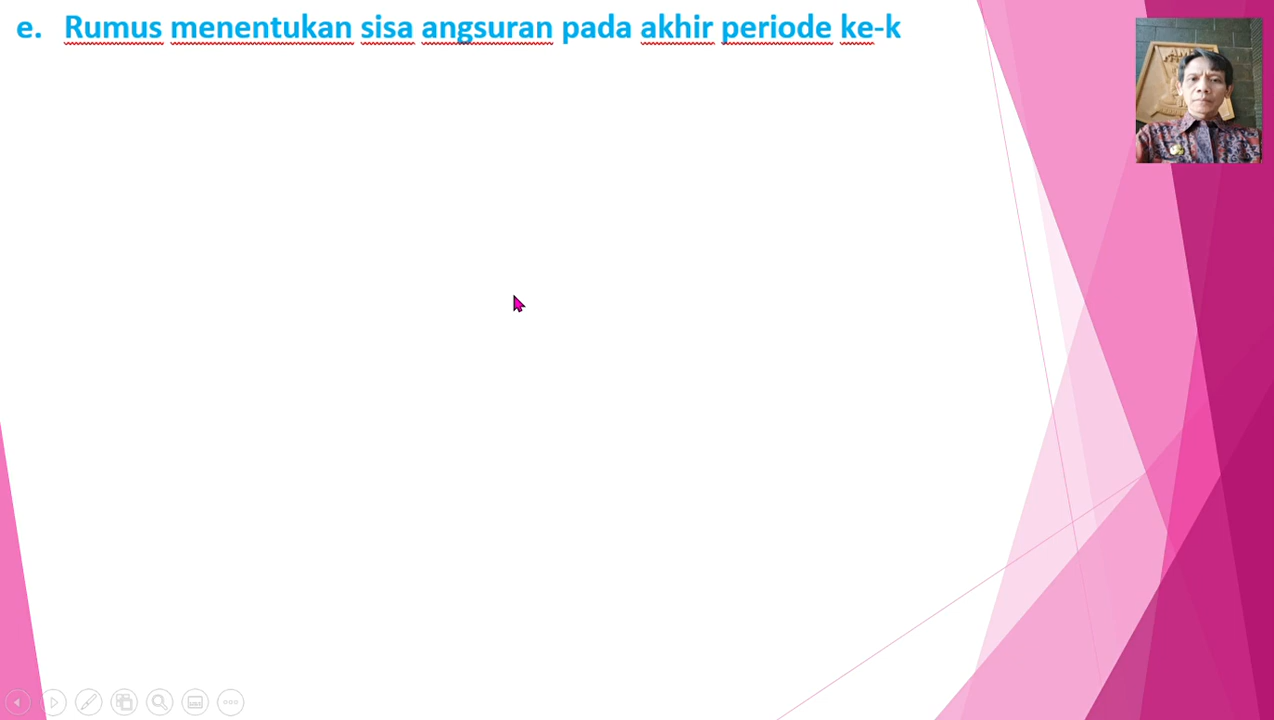 e. Rumus menentukan sisa angsuran pada akhir periode ke-k